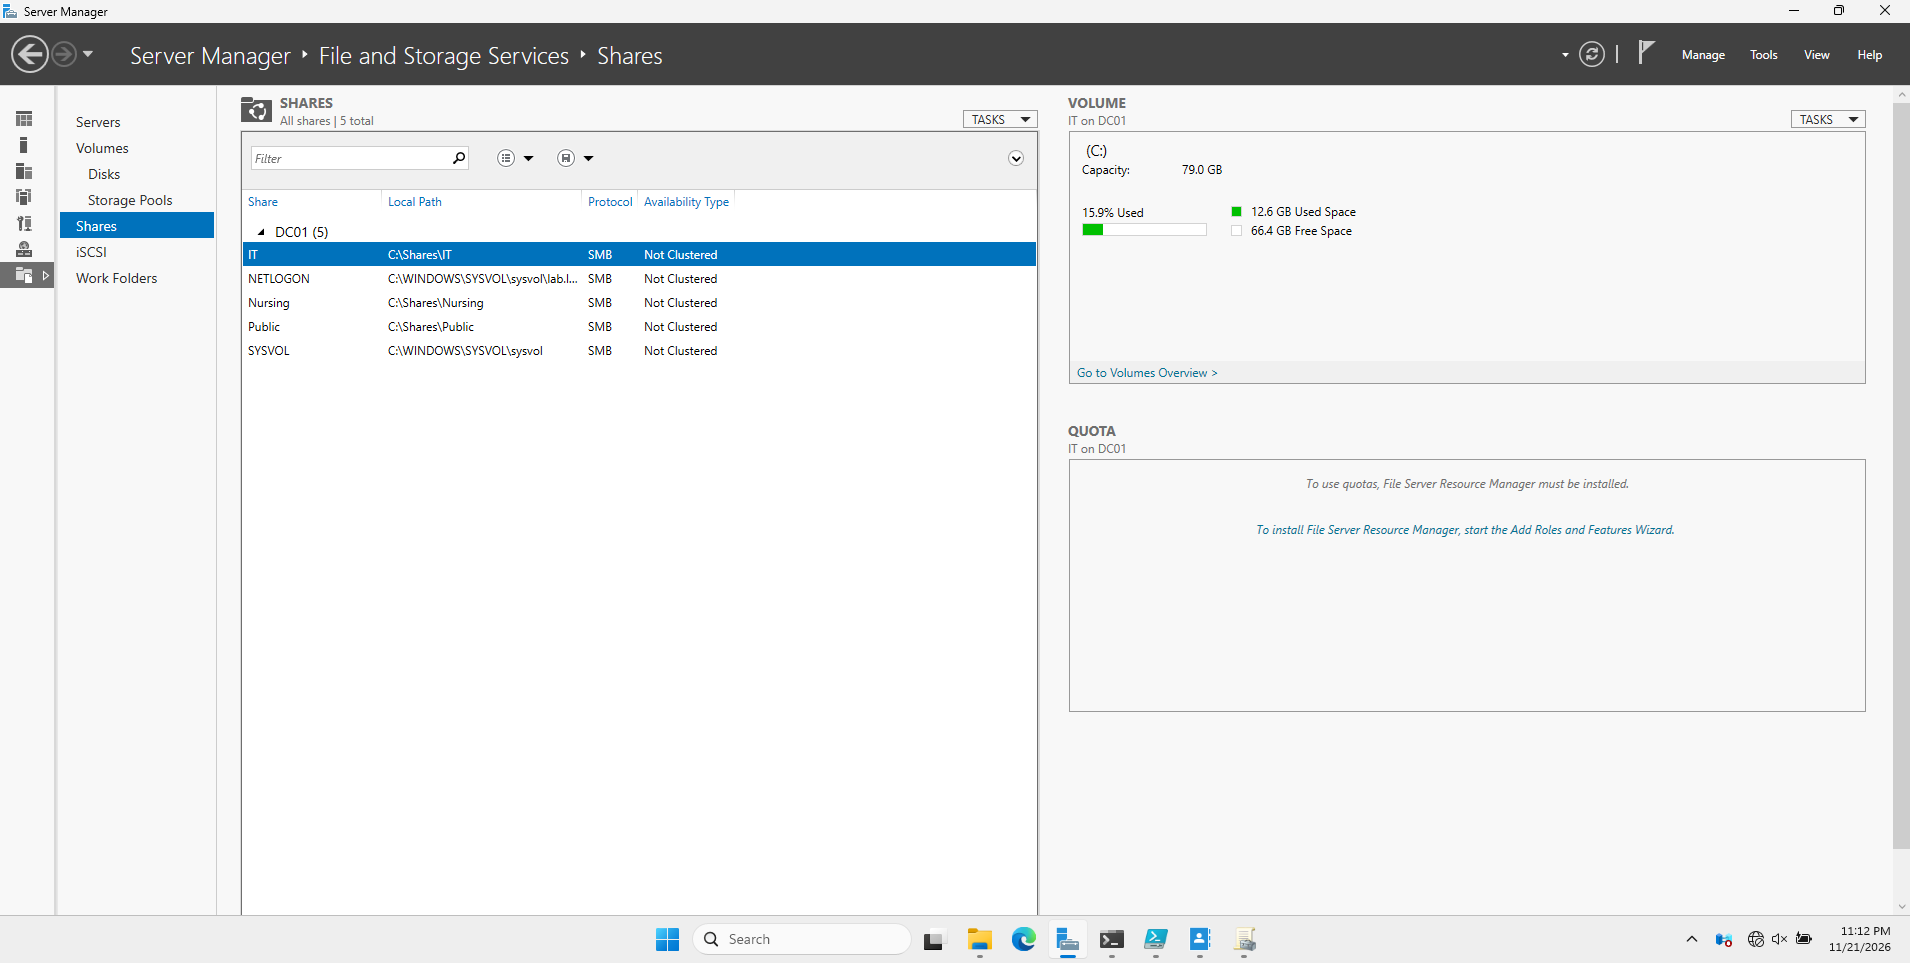 Server Manager
Server Manager ‣ File and Storage Services ‣ Shares
Manage Tools View Help
Servers
Volumes
Disks
Storage Pools
Shares
iSCSI
Work Folders
SHARES
All shares | 5 total
TASKS
Filter
Share Local Path Protocol Availability Type
DC01 (5)
IT C:\Shares\IT SMB Not Clustered
NETLOGON C:\WINDOWS\SYSVOL\sysvol\lab.l... SMB Not Clustered
Nursing C:\Shares\Nursing SMB Not Clustered
Public C:\Shares\Public SMB Not Clustered
SYSVOL C:\WINDOWS\SYSVOL\sysvol SMB Not Clustered
VOLUME
IT on DC01
TASKS
(C:)
Capacity: 79.0 GB
15.9% Used
12.6 GB Used Space
66.4 GB Free Space
Go to Volumes Overview >
QUOTA
IT on DC01
To use quotas, File Server Resource Manager must be installed.
To install File Server Resource Manager, start the Add Roles and Features Wizard.
Search
11:12 PM
11/21/2026